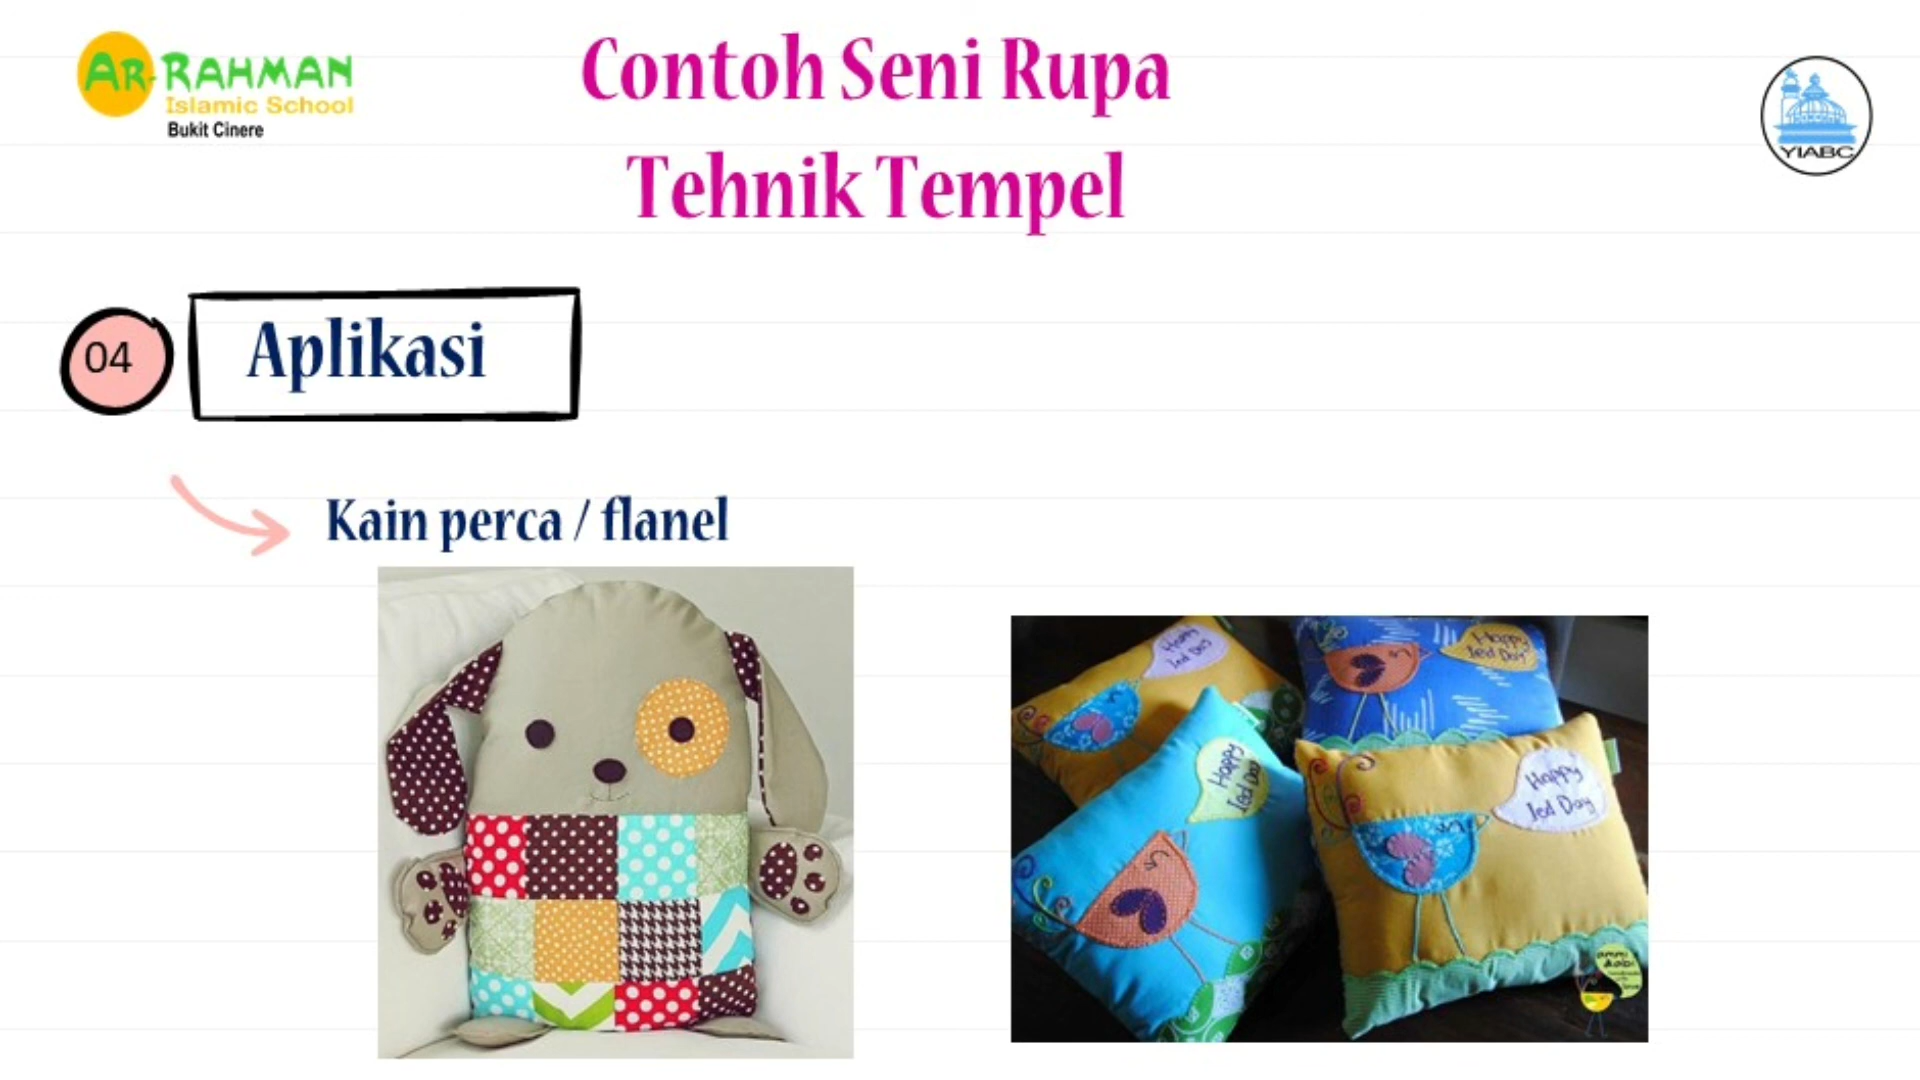 AR-RAHMAN
Islamic School
Bukit Cinere
Contoh Seni Rupa
Tehnik Tempel
YIABC
04
Aplikasi
Kain perca / flanel
Happy
Ied Day
Happy
Ied Day
Happy
Ied Day
Happy
Ied Day